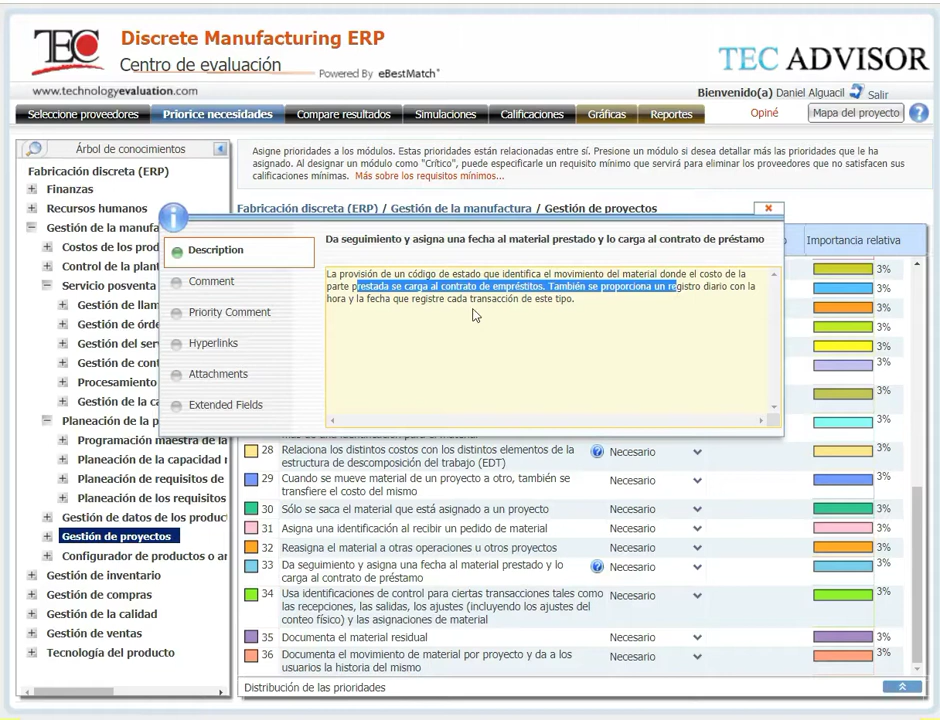 TEC
Discrete Manufacturing ERP
Centro de evaluación
Powered By eBestMatch
www.technologyevaluation.com
TEC ADVISOR
Bienvenido(a) Daniel Alguacil
Salir
Seleccione proveedores
Priorice necesidades
Compare resultados
Simulaciones
Calificaciones
Gráficas
Reportes
Opiné
Mapa del proyecto
?
Árbol de conocimientos
Fabricación discreta (ERP)
Finanzas
Recursos humanos
Gestión de la manufa
Costos de los prod
Control de la plant
Servicio posventa
Gestión de llam
Gestión de órde
Gestión del serv
Gestión de cont
Procesamiento
Gestión de la ca
Planeación de la p
Programación maestra de la
Planeación de la capacidad r
Planeación de requisitos de
Planeación de los requisitos
Gestión de datos de los produc
Gestión de proyectos
Configurador de productos o ar
Gestión de inventario
Gestión de compras
Gestión de la calidad
Gestión de ventas
Tecnología del producto
Asigne prioridades a los módulos. Estas prioridades están relacionadas entre sí. Presione un módulo si desea detallar más las prioridades que le ha
asignado. Al designar un módulo como "Crítico", puede especificarle un requisito mínimo que servirá para eliminar los proveedores que no satisfacen sus
calificaciones mínimas. Más sobre los requisitos mínimos...
Fabricación discreta (ERP) / Gestión de la manufactura / Gestión de proyectos
Importancia relativa
3%
3%
3%
3%
3%
3%
3%
3%
Description
Comment
Priority Comment
Hyperlinks
Attachments
Extended Fields
Da seguimiento y asigna una fecha al material prestado y lo carga al contrato de préstamo
La provisión de un código de estado que identifica el movimiento del material donde el costo de la
parte prestada se carga al contrato de empréstitos. También se proporciona un registro diario con la
hora y la fecha que registre cada transacción de este tipo.
28 Relaciona los distintos costos con los distintos elementos de la
estructura de descomposición del trabajo (EDT)
? Necesario 3%
29 Cuando se mueve material de un proyecto a otro, también se
transfiere el costo del mismo
Necesario 3%
30 Sólo se saca el material que está asignado a un proyecto Necesario 3%
31 Asigna una identificación al recibir un pedido de material Necesario 3%
32 Reasigna el material a otras operaciones u otros proyectos Necesario 3%
33 Da seguimiento y asigna una fecha al material prestado y lo
carga al contrato de préstamo
? Necesario 3%
34 Usa identificaciones de control para ciertas transacciones tales como
las recepciones, las salidas, los ajustes (incluyendo los ajustes del
conteo físico) y las asignaciones de material
Necesario 3%
35 Documenta el material residual Necesario 3%
36 Documenta el movimiento de material por proyecto y da a los
usuarios la historia del mismo
Necesario 3%
Distribución de las prioridades